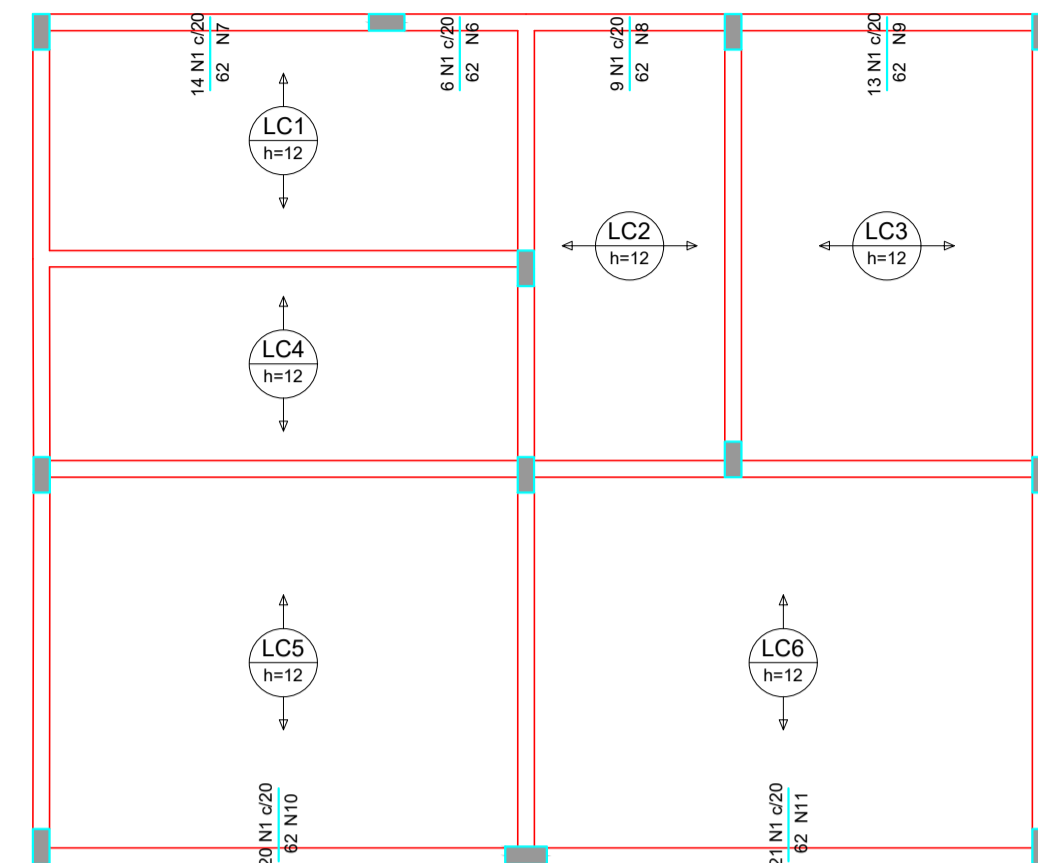 14 N1 c/20
62 N7
6 N1 c/20
62 N6
9 N1 c/20
62 N8
13 N1 c/20
62 N9
LC1
h=12
LC2
h=12
LC3
h=12
LC4
h=12
LC5
h=12
LC6
h=12
20 N1 c/20
62 N10
21 N1 c/20
62 N11